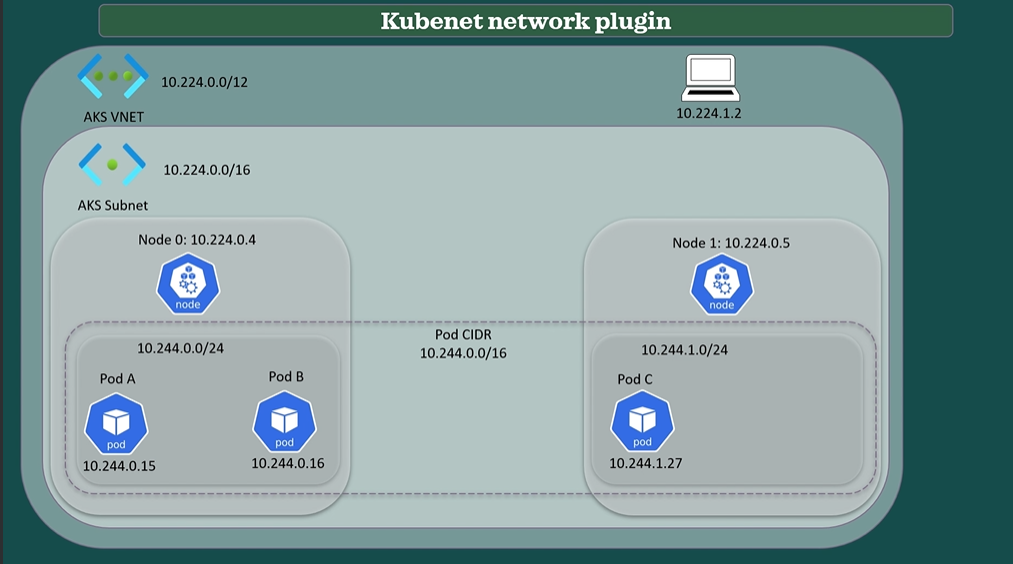 Kubenet network plugin
10.224.0.0/12
AKS VNET
10.224.1.2
10.224.0.0/16
AKS Subnet
Node 0: 10.224.0.4
node
Node 1: 10.224.0.5
node
Pod CIDR
10.244.0.0/16
10.244.0.0/24
Pod A
pod
10.244.0.15
Pod B
pod
10.244.0.16
10.244.1.0/24
Pod C
pod
10.244.1.27